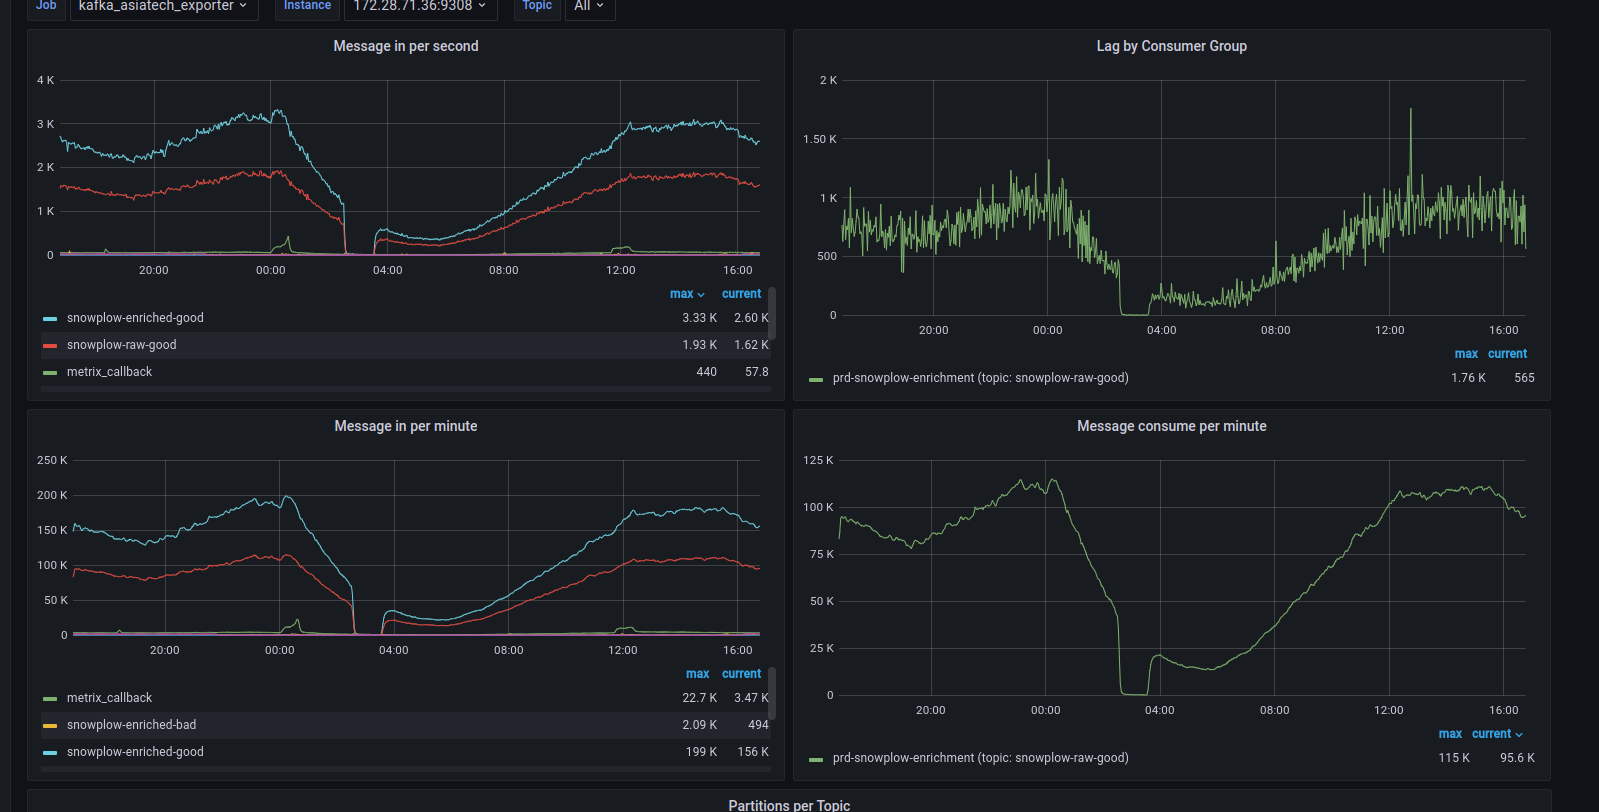 Job kafka_asiatech_exporter Instance 172.28.71.36:9308 Topic All
Message in per second
4 K
3 K
2 K
1 K
0
20:00 00:00 04:00 08:00 12:00 16:00
max current
snowplow-enriched-good 3.33 K 2.60 K
snowplow-raw-good 1.93 K 1.62 K
metrix_callback 440 57.8
Lag by Consumer Group
2 K
1.50 K
1 K
500
0
20:00 00:00 04:00 08:00 12:00 16:00
max current
prd-snowplow-enrichment (topic: snowplow-raw-good) 1.76 K 565
Message in per minute
250 K
200 K
150 K
100 K
50 K
0
20:00 00:00 04:00 08:00 12:00 16:00
max current
metrix_callback 22.7 K 3.47 K
snowplow-enriched-bad 2.09 K 494
snowplow-enriched-good 199 K 156 K
Message consume per minute
125 K
100 K
75 K
50 K
25 K
0
20:00 00:00 04:00 08:00 12:00 16:00
max current
prd-snowplow-enrichment (topic: snowplow-raw-good) 115 K 95.6 K
Partitions per Topic